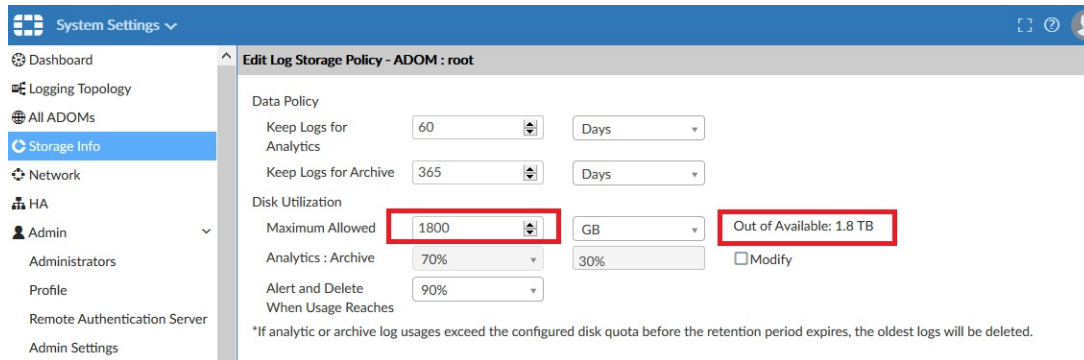 System Settings
Dashboard
Edit Log Storage Policy - ADOM : root
Logging Topology
Data Policy
All ADOMs
Keep Logs for Analytics
60
Days
Storage Info
Keep Logs for Archive
365
Days
Network
Disk Utilization
HA
Maximum Allowed
1800
GB
Out of Available: 1.8 TB
Admin
Analytics : Archive
70%
30%
Modify
Administrators
Alert and Delete
When Usage Reaches
90%
Profile
Remote Authentication Server
*If analytic or archive log usages exceed the configured disk quota before the retention period expires, the oldest logs will be deleted.
Admin Settings